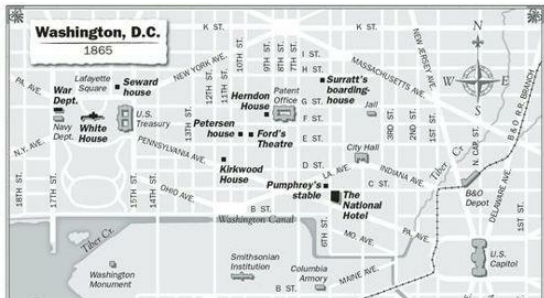 Washington, D.C.
1865
K ST.
K ST.
N
W
E
S
PA. AVE.
Lafayette
Square
Seward
house
NEW YORK AVE.
12TH ST.
11TH ST.
10TH ST.
9TH ST.
8TH ST.
7TH ST.
I ST.
H ST.
G ST.
F ST.
E ST.
D ST.
MASSACHUSETTS AVE.
NEW JERSEY AVE.
Surratt's
boarding-
house
War
Dept.
Navy
Dept.
White
House
U.S.
Treasury
Herndon
House
Patent
Office
Jail
Petersen
house
Ford's
Theatre
13TH ST.
3RD ST.
2ND ST.
1ST ST.
N. CAP. ST.
B & O R.R. BRANCH
N.Y. AVE.
PENNSYLVANIA AVE.
City Hall
INDIANA AVE.
Tiber Cr.
Kirkwood
House
LA. AVE.
C ST.
Pumphrey's
stable
The
National
Hotel
B&O
Depot
DELAWARE AVE.
18TH ST.
17TH ST.
15TH ST.
14TH ST.
OHIO AVE.
B ST.
Washington Canal
6TH ST.
MO. AVE.
PA. AVE.
1ST ST.
Tiber Cr.
Washington
Monument
Smithsonian
Institution
Columbia
Armory
MAINE AVE.
U.S.
Capitol
B ST.